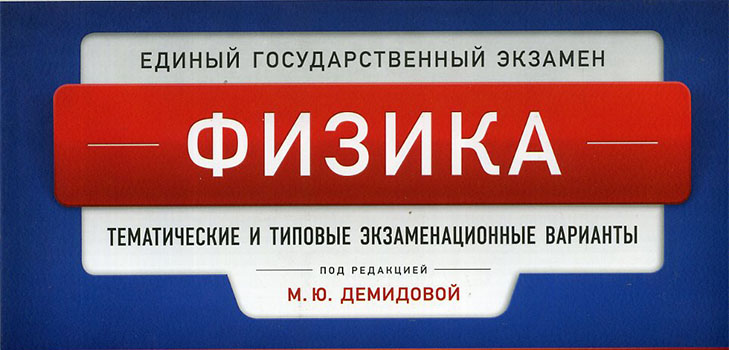 ЕДИНЫЙ ГОСУДАРСТВЕННЫЙ ЭКЗАМЕН
ФИЗИКА
ТЕМАТИЧЕСКИЕ И ТИПОВЫЕ ЭКЗАМЕНАЦИОННЫЕ ВАРИАНТЫ
ПОД РЕДАКЦИЕЙ
М. Ю. ДЕМИДОВОЙ